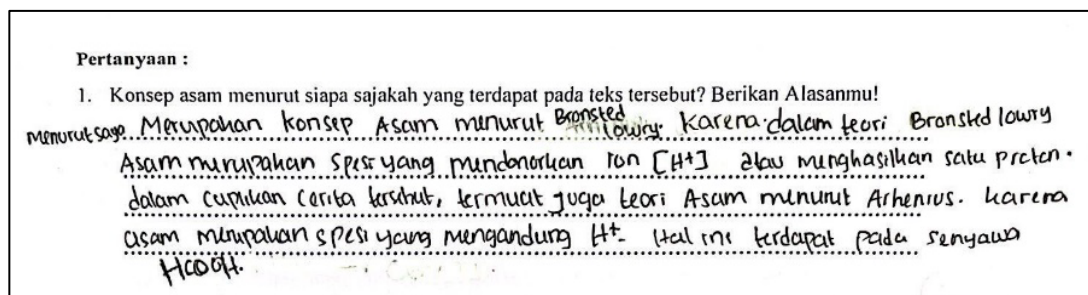 Pertanyaan :
1. Konsep asam menurut siapa sajakah yang terdapat pada teks tersebut? Berikan Alasanmu!
menurut saya Merupakan konsep Asam menurut Bronsted lowry. Karena dalam teori Bronsted lowry
Asam merupakan spesi yang mendonorkan ion [H+] atau menghasilkan satu proton.
dalam cuplikan cerita tersebut, termuat juga teori Asam menurut Arhenius. karena
asam merupakan spesi yang mengandung H+. Hal ini terdapat pada senyawa
HCOOH.